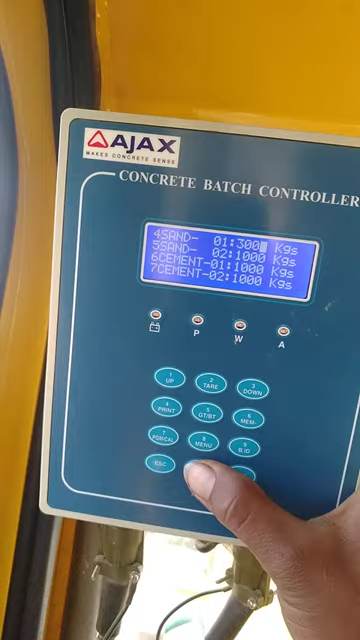 AJAX
MAKES CONCRETE SENSE
CONCRETE BATCH CONTROLLER
4SAND- 01:300 Kgs
5SAND- 02:1000 Kgs
6CEMENT-01:1000 Kgs
7CEMENT-02:1000 Kgs
P W A
1 UP
2 TARE
3 DOWN
4 PRINT
5 GT/BT
6 MEM-
7 PGM/CAL
8 MENU
9 B./D
ESC